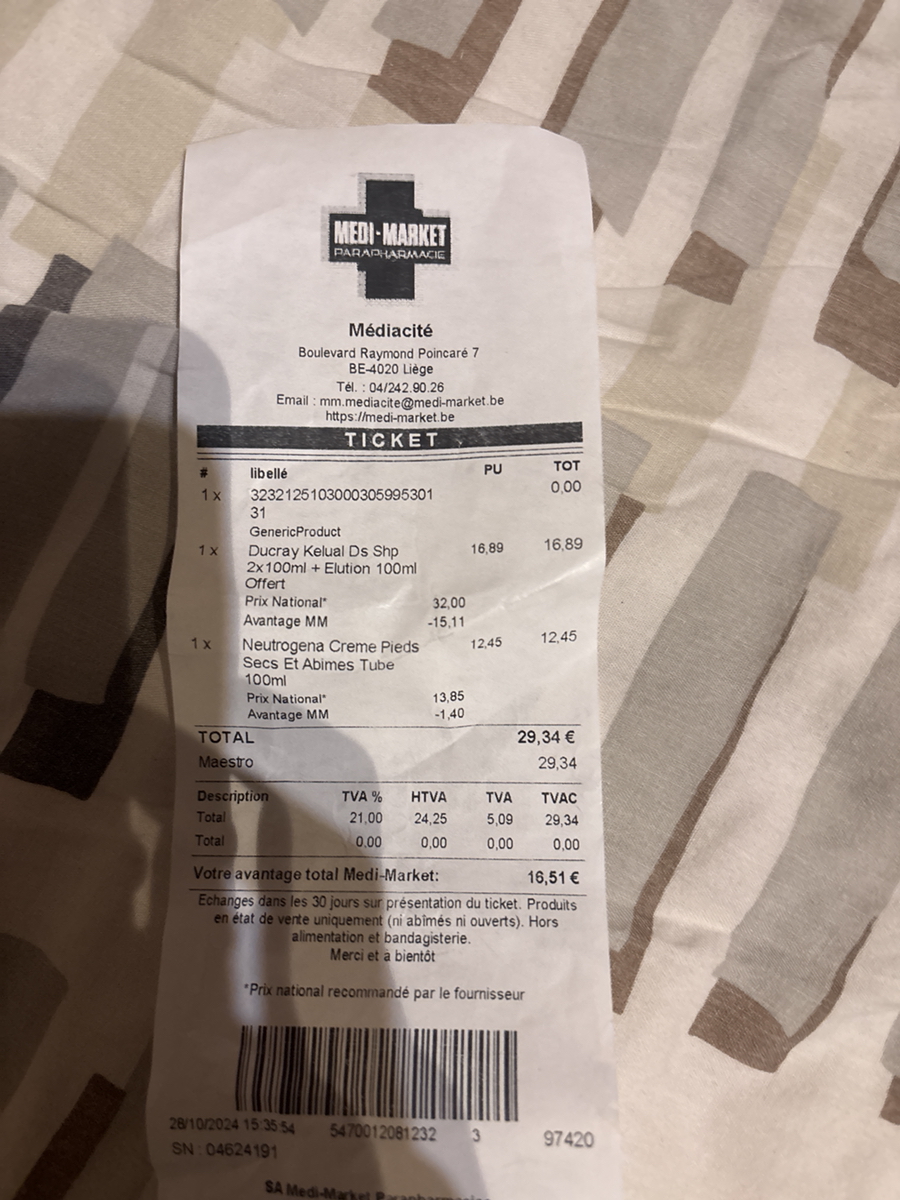 MEDI-MARKET
PARAPHARMACIE
Médiacité
Boulevard Raymond Poincaré 7
BE-4020 Liège
Tél. : 04/242.90.26
Email : mm.mediacite@medi-market.be
https://medi-market.be
TICKET
# libellé PU TOT
1 x 3232125103000305995301 0,00
31
GenericProduct
1 x Ducray Kelual Ds Shp 16,89 16,89
2x100ml + Elution 100ml
Offert
Prix National* 32,00
Avantage MM -15,11
1 x Neutrogena Creme Pieds 12,45 12,45
Secs Et Abimes Tube
100ml
Prix National* 13,85
Avantage MM -1,40
TOTAL 29,34 €
Maestro 29,34
Description TVA % HTVA TVA TVAC
Total 21,00 24,25 5,09 29,34
Total 0,00 0,00 0,00 0,00
Votre avantage total Medi-Market: 16,51 €
Echanges dans les 30 jours sur présentation du ticket. Produits
en état de vente uniquement (ni abîmés ni ouverts). Hors
alimentation et bandagisterie.
Merci et à bientôt
*Prix national recommandé par le fournisseur
28/10/2024 15:35:54 5470012081232 3 97420
SN : 04624191
SA Medi-Market